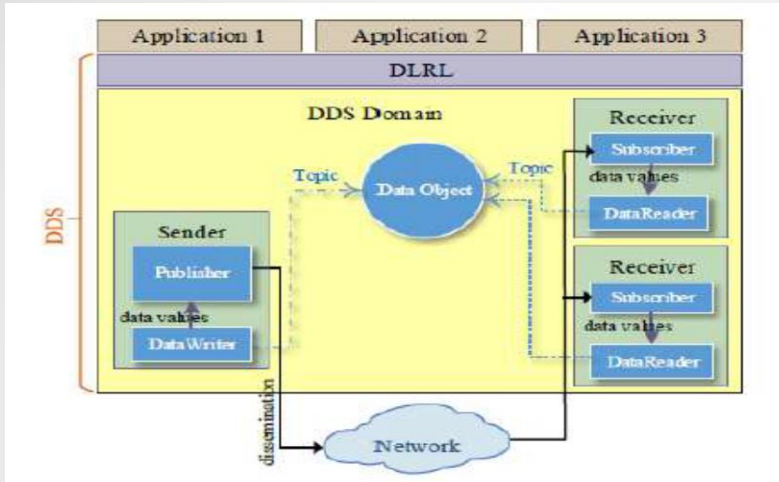 Application 1
Application 2
Application 3
DLRL
DDS Domain
DDS
Receiver
Subscriber
data values
DataReader
Topic
Data Object
Topic
Sender
Publisher
data values
DataWriter
Receiver
Subscriber
data values
DataReader
dissemination
Network